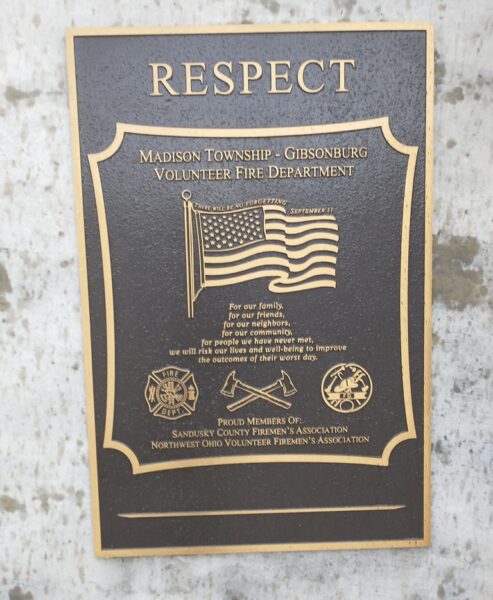 RESPECT
MADISON TOWNSHIP - GIBSONBURG
VOLUNTEER FIRE DEPARTMENT
THERE WILL BE NO FORGETTING
SEPTEMBER 11
For our family,
for our friends,
for our neighbors,
for our community,
for people we have never met,
we will risk our lives and well-being to improve
the outcomes of their worst day.
FIRE
DEPT
PROUD MEMBERS OF:
SANDUSKY COUNTY FIREMEN'S ASSOCIATION
NORTHWEST OHIO VOLUNTEER FIREMEN'S ASSOCIATION